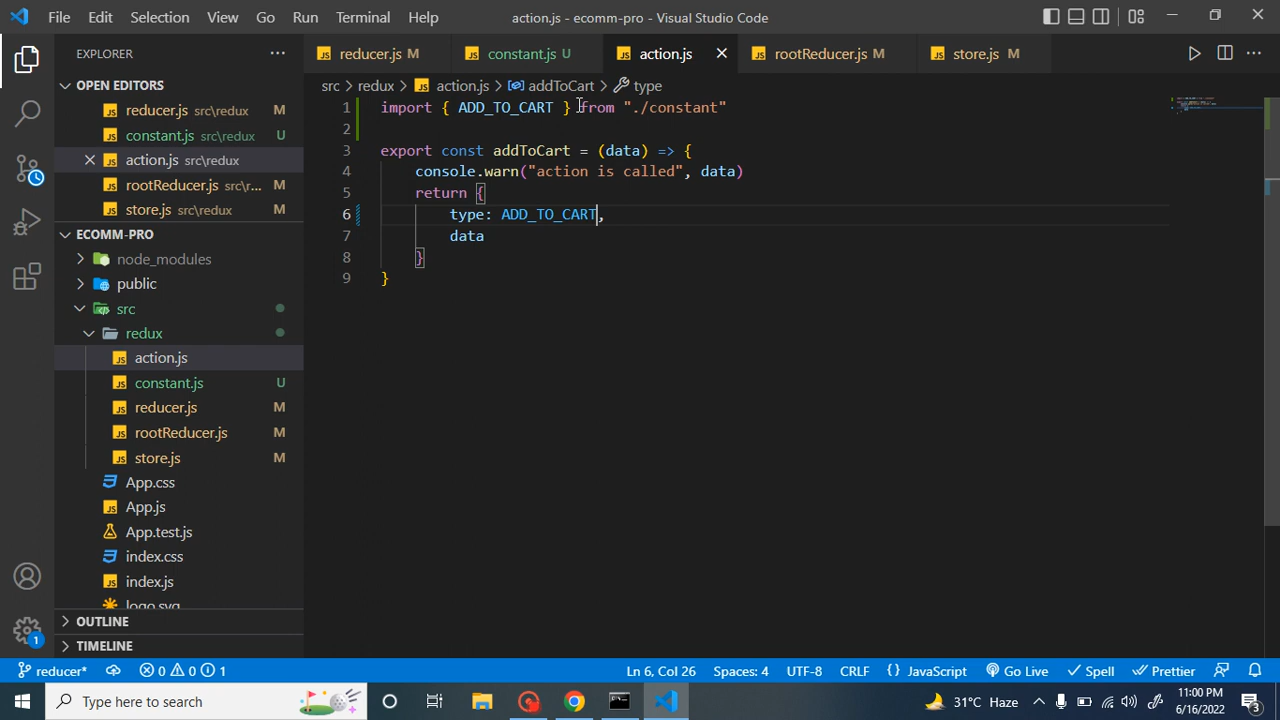 File Edit Selection View Go Run Terminal Help action.js - ecomm-pro - Visual Studio Code
EXPLORER
OPEN EDITORS
reducer.js src\redux
constant.js src\redux
action.js src\redux
rootReducer.js src\r...
store.js src\redux
ECOMM-PRO
node_modules
public
src
redux
action.js
constant.js U
reducer.js M
rootReducer.js M
store.js M
App.css
App.js
App.test.js
index.css
index.js
logo.svg
OUTLINE
TIMELINE
reducer.js M constant.js U action.js rootReducer.js M store.js M
src > redux > action.js > addToCart > type
1 import { ADD_TO_CART } from "./constant"
2
3 export const addToCart = (data) => {
4 console.warn("action is called", data)
5 return {
6 type: ADD_TO_CART,
7 data
8 }
9 }
1
reducer* 0 0 1 Ln 6, Col 26 Spaces: 4 UTF-8 CRLF JavaScript Go Live Spell Prettier
Type here to search 31°C Haze 11:00 PM
6/16/2022 3